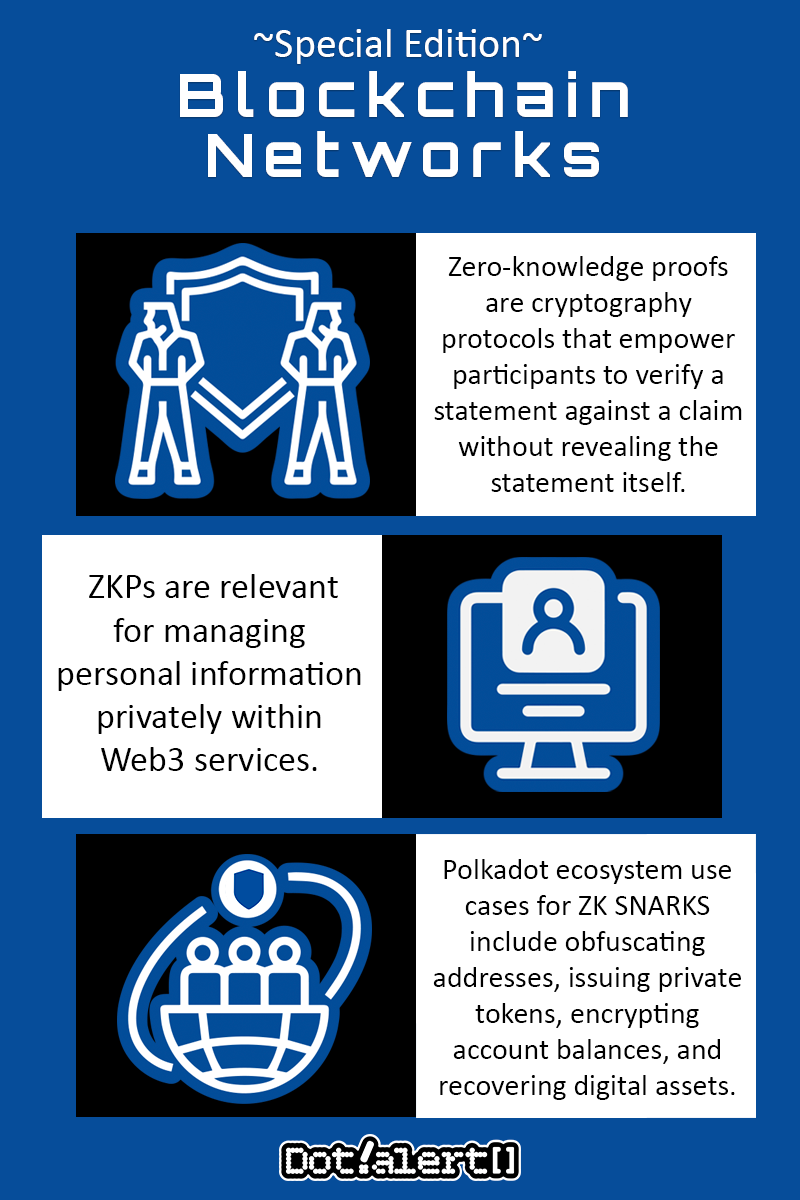 ~Special Edition~
Blockchain
Networks
Zero-knowledge proofs
are cryptography
protocols that empower
participants to verify a
statement against a claim
without revealing the
statement itself.
ZKPs are relevant
for managing
personal information
privately within
Web3 services.
Polkadot ecosystem use
cases for ZK SNARKS
include obfuscating
addresses, issuing private
tokens, encrypting
account balances, and
recovering digital assets.
Dot!alert[]